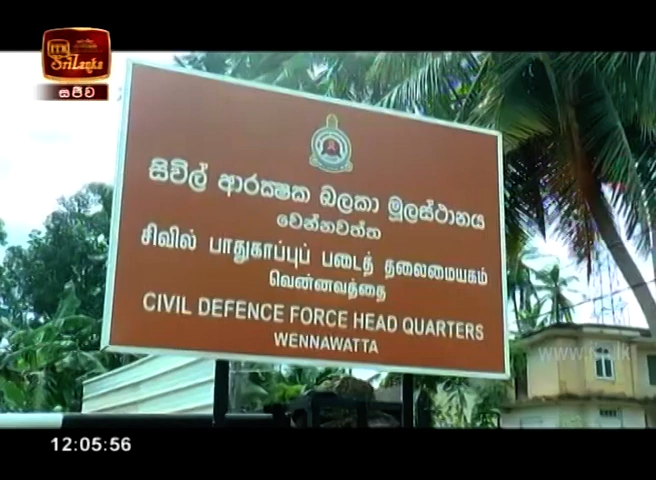 itn
Sri Lanka
සජීව
සිවිල් ආරක්ෂක බලකා මූලස්ථානය
වෙන්නවත්ත
சிவில் பாதுகாப்புப் படைத் தலைமையகம்
வென்னவத்தை
CIVIL DEFENCE FORCE HEAD QUARTERS
WENNAWATTA
12:05:56